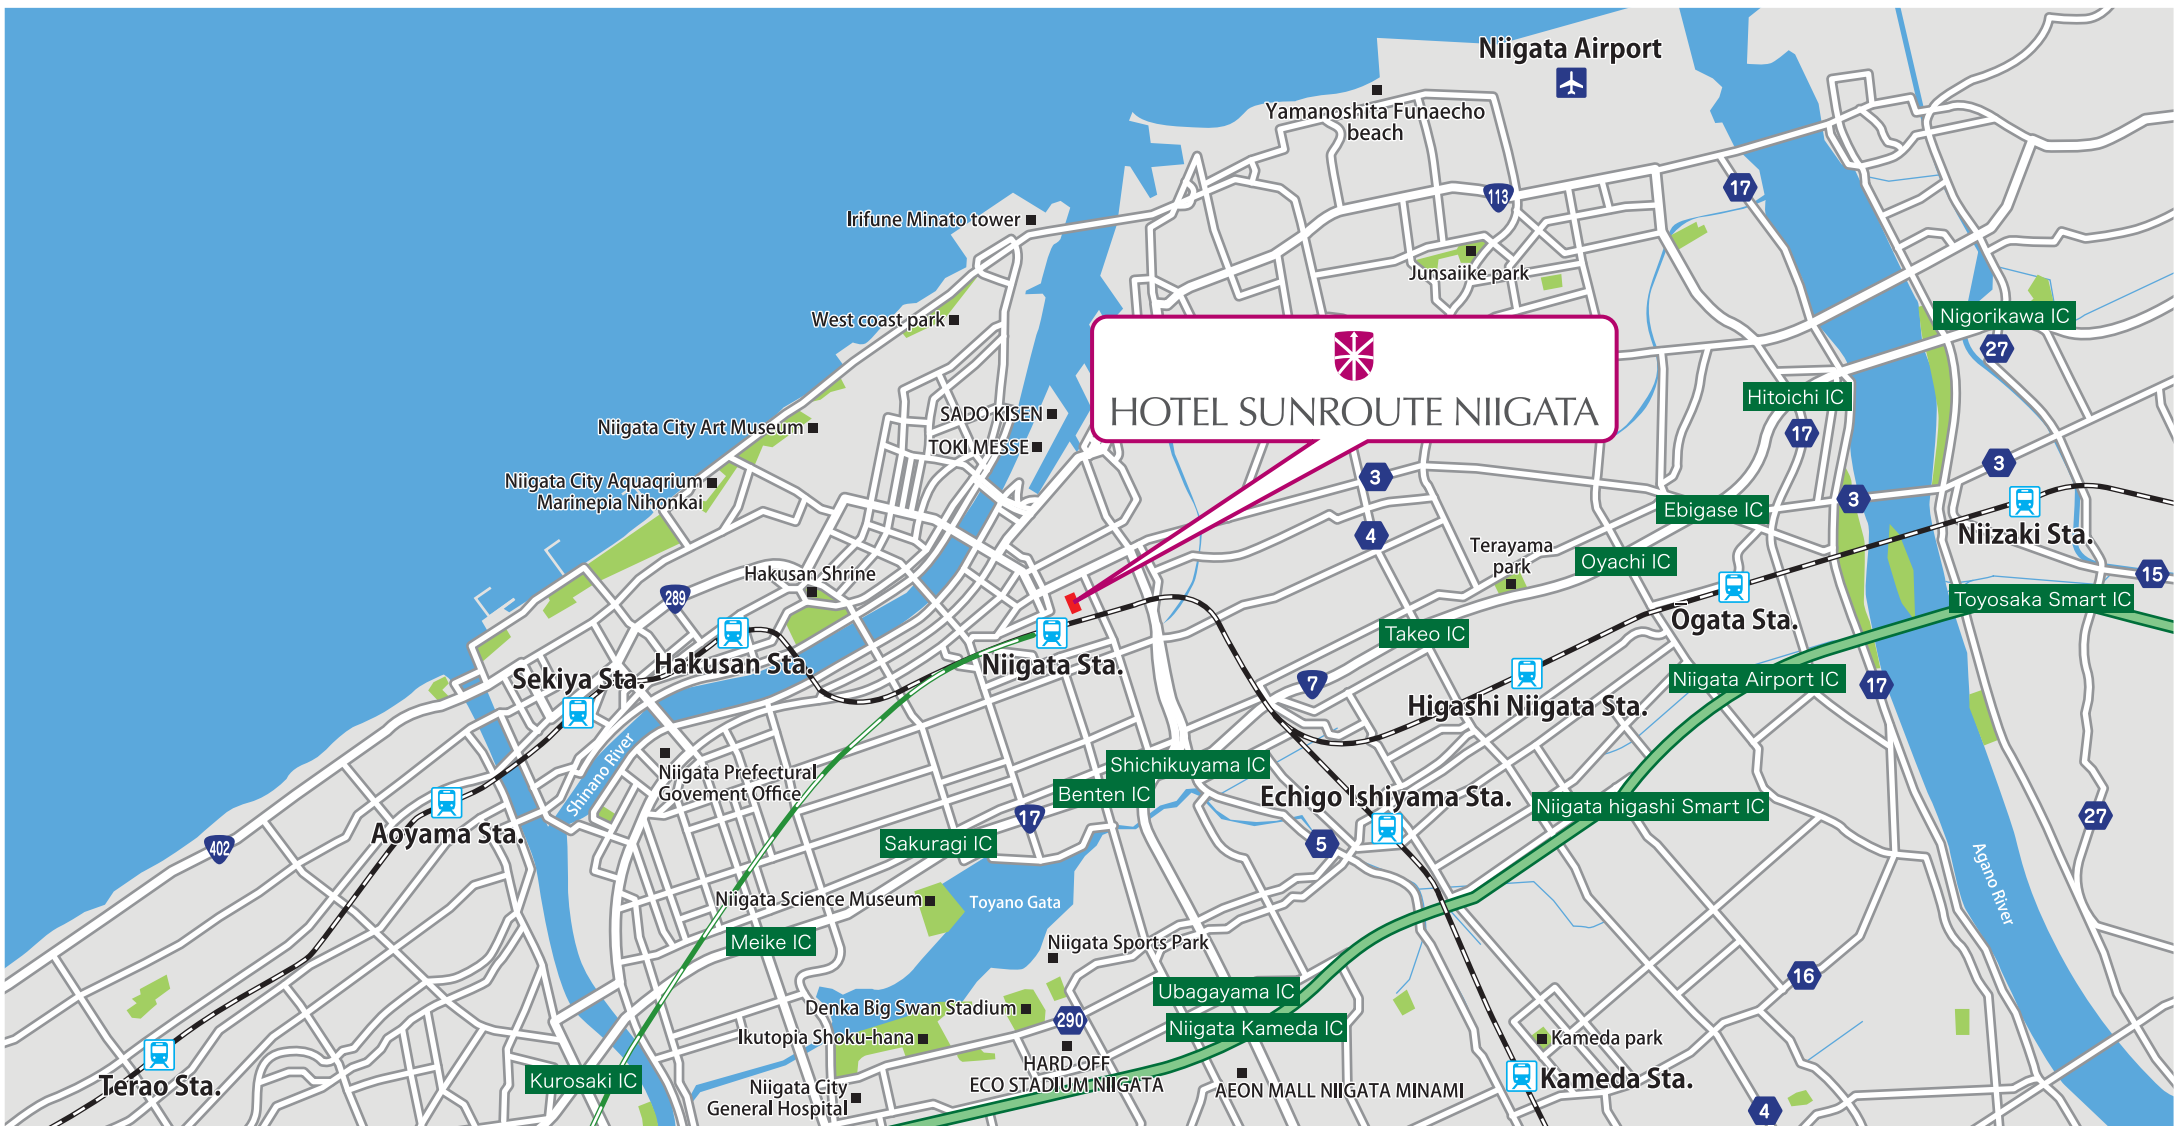 Niigata Airport
Yamanoshita Funaecho
beach
113
17
Irifune Minato tower
Junsaiike park
West coast park
Nigorikawa IC
27
HOTEL SUNROUTE NIIGATA
Hitoichi IC
17
SADO KISEN
TOKI MESSE
Niigata City Art Museum
Niigata City Aquaqrium
Marinepia Nihonkai
3
3
3
Ebigase IC
Niizaki Sta.
4
Terayama
park
Oyachi IC
15
Hakusan Shrine
289
Toyosaka Smart IC
Ogata Sta.
Takeo IC
Hakusan Sta.
Niigata Sta.
Sekiya Sta.
7
Niigata Airport IC
17
Higashi Niigata Sta.
Shinano River
Niigata Prefectural
Govement Office
Shichikuyama IC
Benten IC
Echigo Ishiyama Sta.
Niigata higashi Smart IC
17
27
Aoyama Sta.
402
Sakuragi IC
5
Agano River
Niigata Science Museum
Toyano Gata
Meike IC
Niigata Sports Park
16
Ubagayama IC
Denka Big Swan Stadium
290
Niigata Kameda IC
Ikutopia Shoku-hana
Kameda park
HARD OFF
ECO STADIUM NIIGATA
Terao Sta.
Kurosaki IC
Niigata City
General Hospital
AEON MALL NIIGATA MINAMI
Kameda Sta.
4